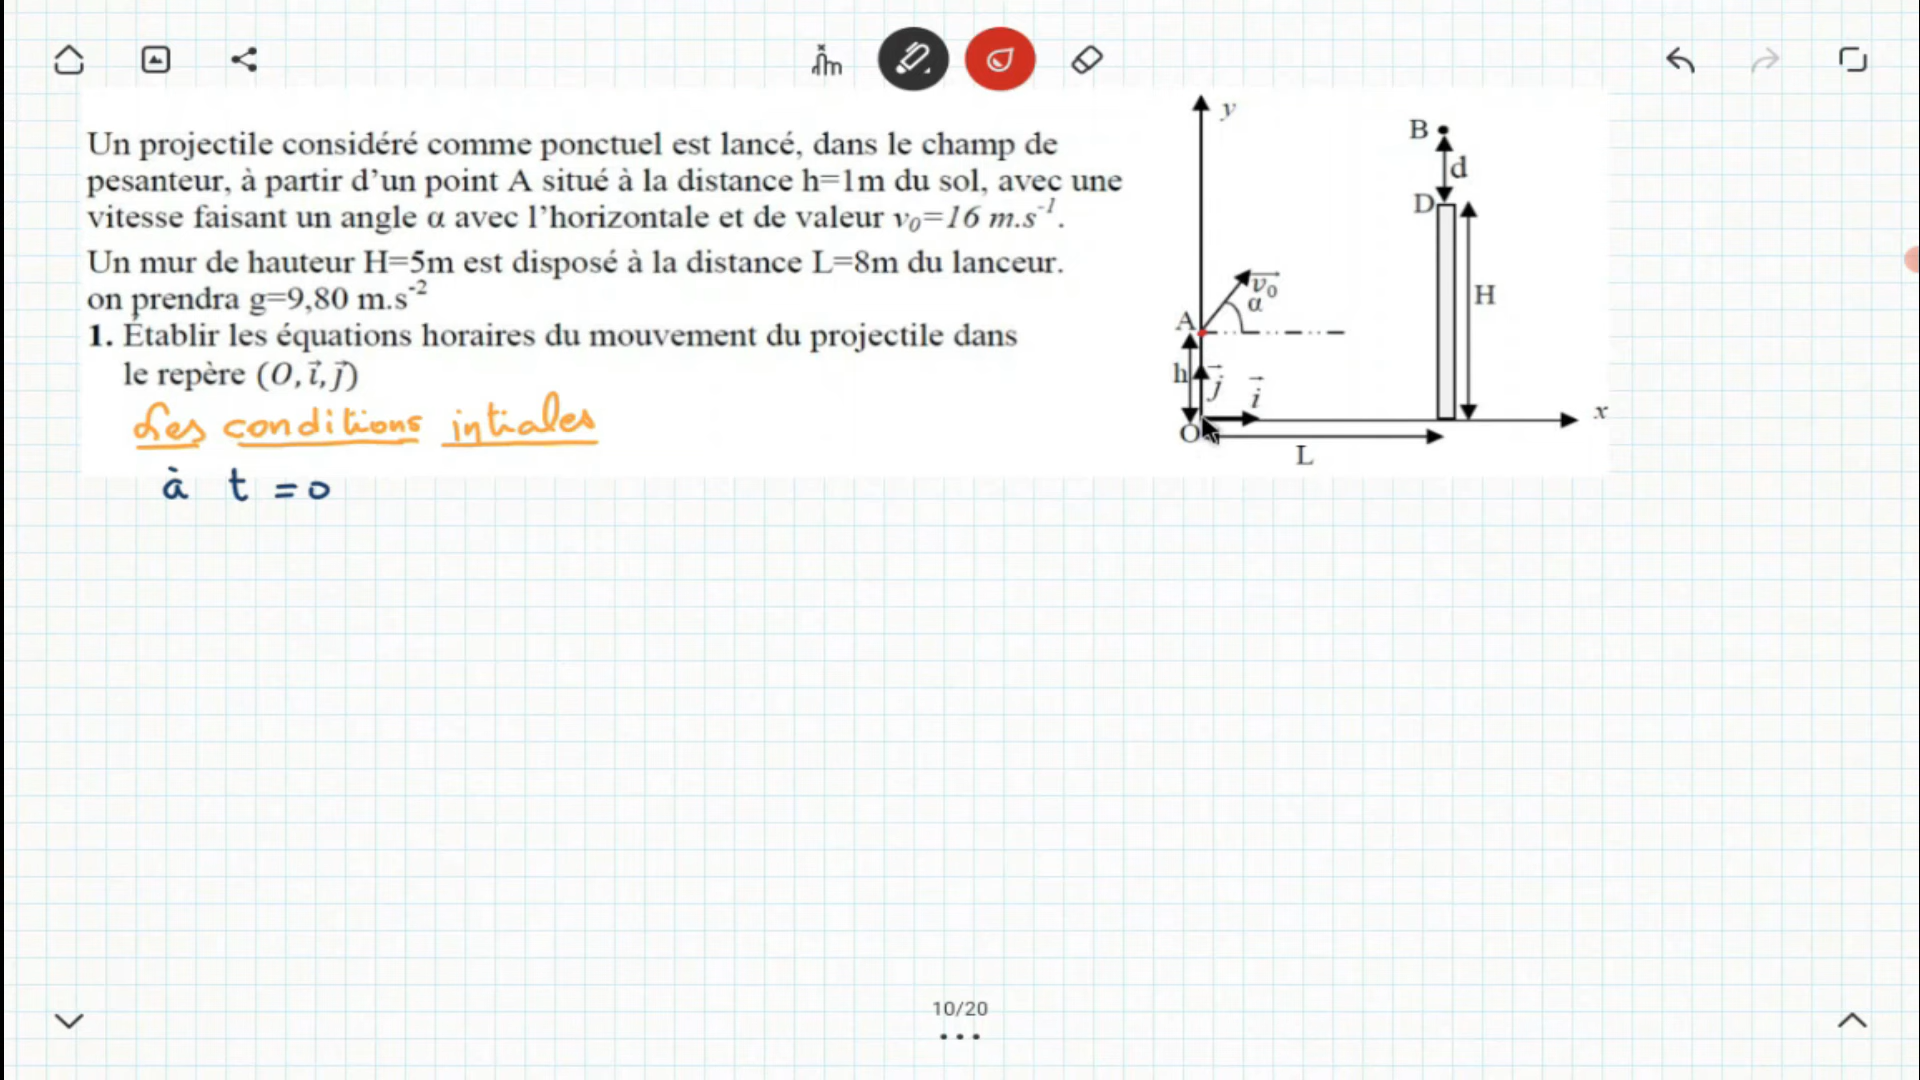 Un projectile considéré comme ponctuel est lancé, dans le champ de
pesanteur, à partir d'un point A situé à la distance h=1m du sol, avec une
vitesse faisant un angle α avec l'horizontale et de valeur v₀=16 m.s⁻¹.
Un mur de hauteur H=5m est disposé à la distance L=8m du lanceur.
on prendra g=9,80 m.s⁻²
1. Établir les équations horaires du mouvement du projectile dans
le repère (O, i⃗, j⃗)
Les conditions intiales
à t = 0
y
B
d
D
v₀⃗
α
H
A
h
j⃗
i⃗
x
O
L
10/20